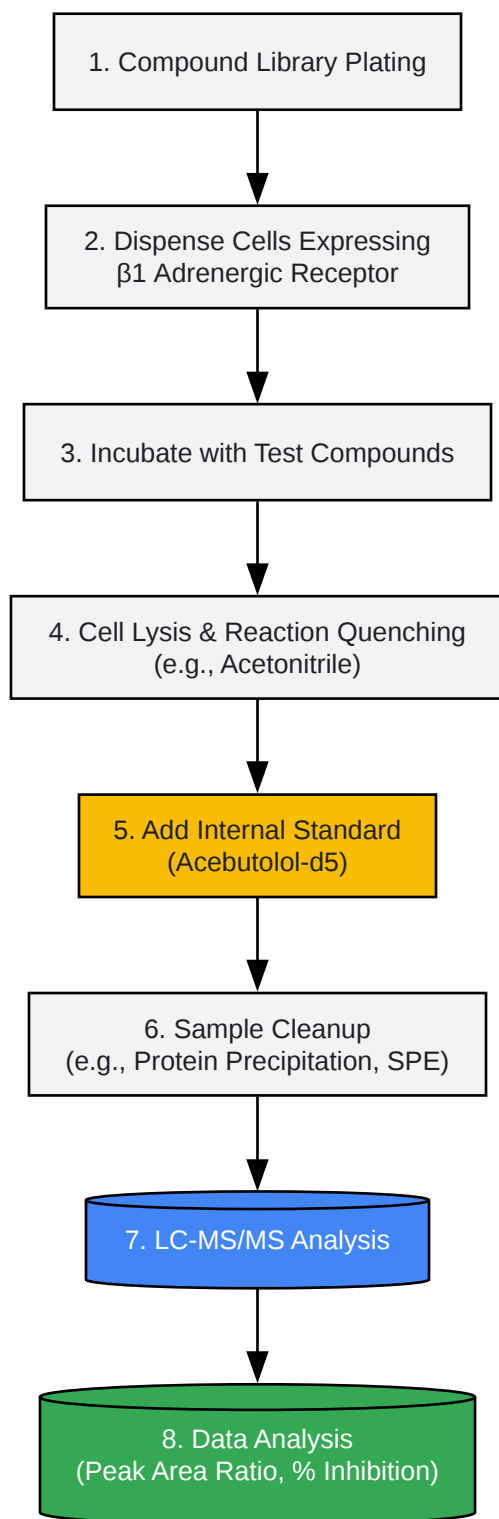 1. Compound Library Plating
2. Dispense Cells Expressing
β1 Adrenergic Receptor
3. Incubate with Test Compounds
4. Cell Lysis & Reaction Quenching
(e.g., Acetonitrile)
5. Add Internal Standard
(Acebutolol-d5)
6. Sample Cleanup
(e.g., Protein Precipitation, SPE)
7. LC-MS/MS Analysis
8. Data Analysis
(Peak Area Ratio, % Inhibition)